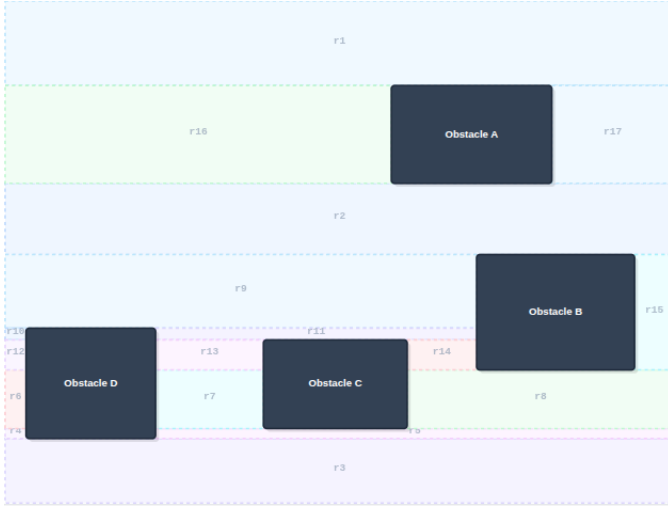 r1
r16
Obstacle A
r17
r2
r9
Obstacle B
r15
r10
r11
r12
r13
r14
Obstacle D
Obstacle C
r6
r7
r8
r4
r5
r3